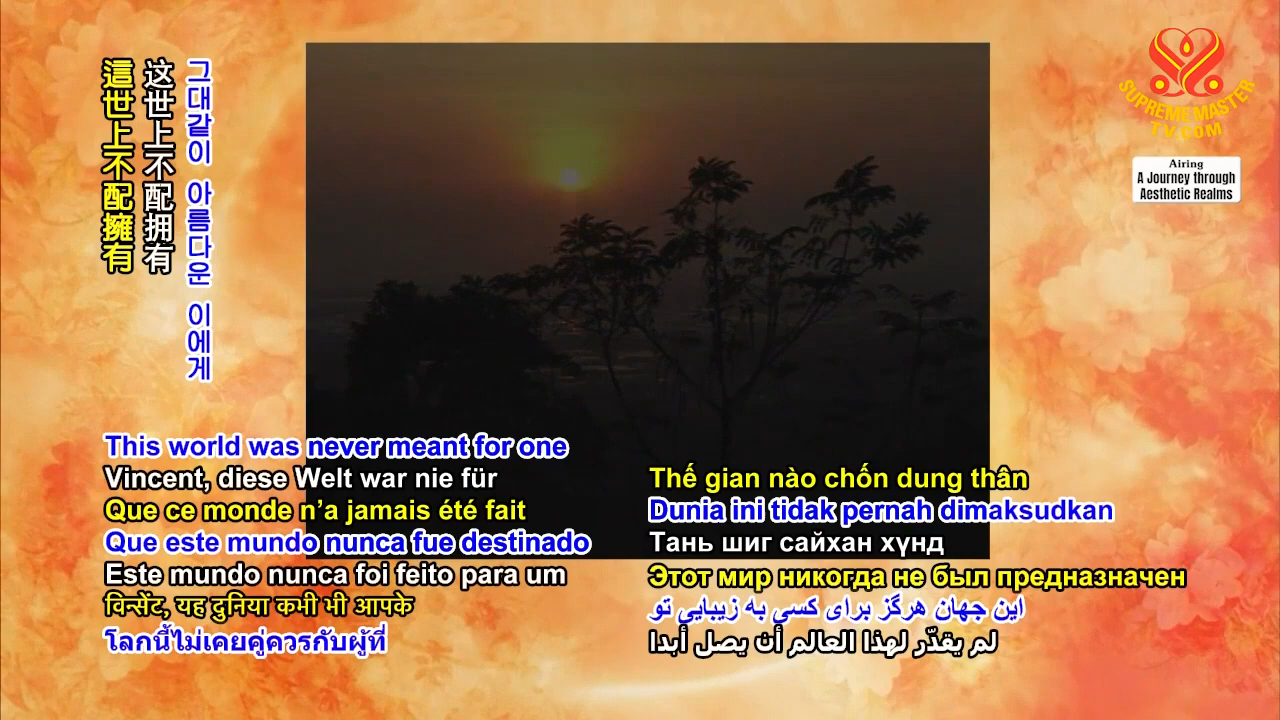 這世上不配擁有
这世上不配拥有
그대같이 아름다운 이에게
SUPREME MASTER
TV.COM
Airing
A Journey through
Aesthetic Realms
This world was never meant for one
Vincent, diese Welt war nie für
Que ce monde n’a jamais été fait
Que este mundo nunca fue destinado
Este mundo nunca foi feito para um
विन्सेंट, यह दुनिया कभी भी आपके
โลกนี้ไม่เคยคู่ควรกับผู้ที่
Thế gian nào chốn dung thân
Dunia ini tidak pernah dimaksudkan
Тань шиг сайхан хүнд
Этот мир никогда не был предназначен
این جهان هرگز برای کسی به زیبایی تو
لم يقدّر لهذا العالم أن يصل أبدا